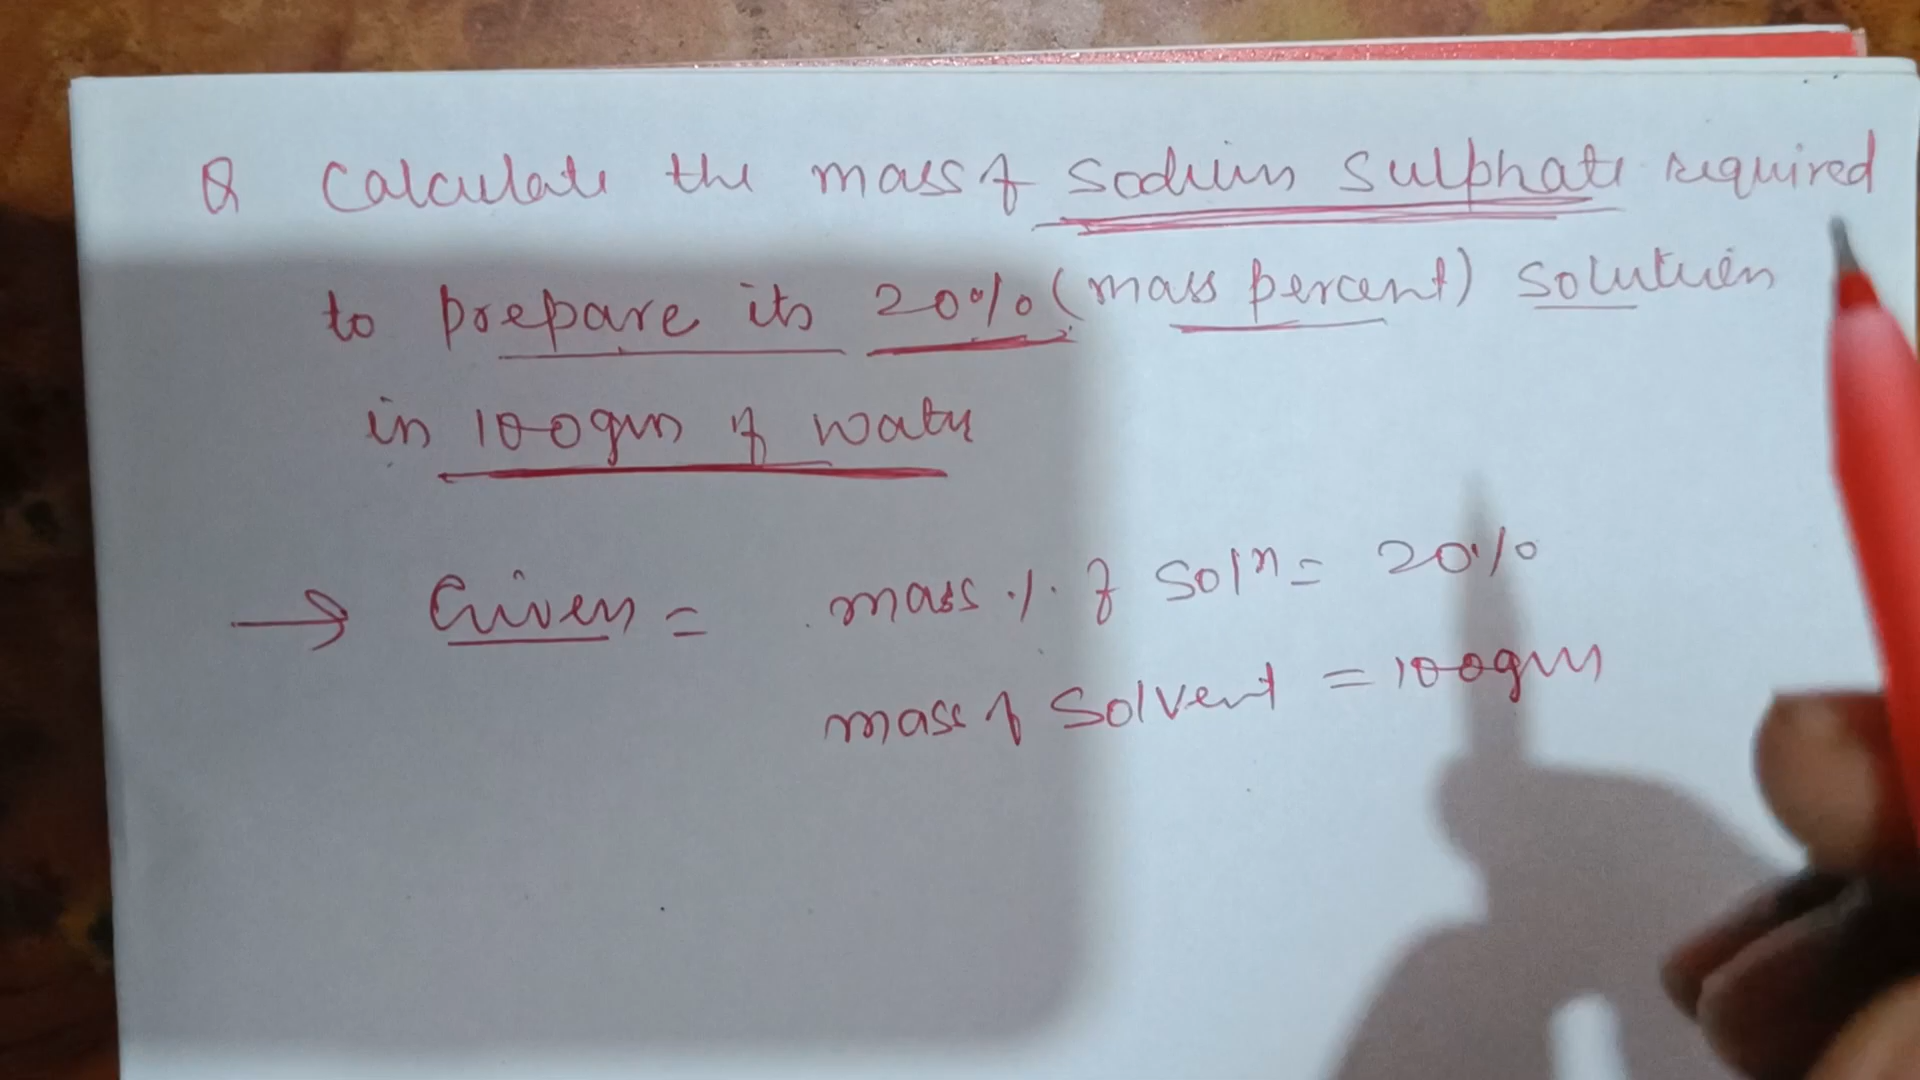 Q Calculate the mass of sodium sulphate required
to prepare its 20% (mass percent) solution
in 100gm of water
→ Given = mass % of Solⁿ = 20%
mass of Solvent = 100gm